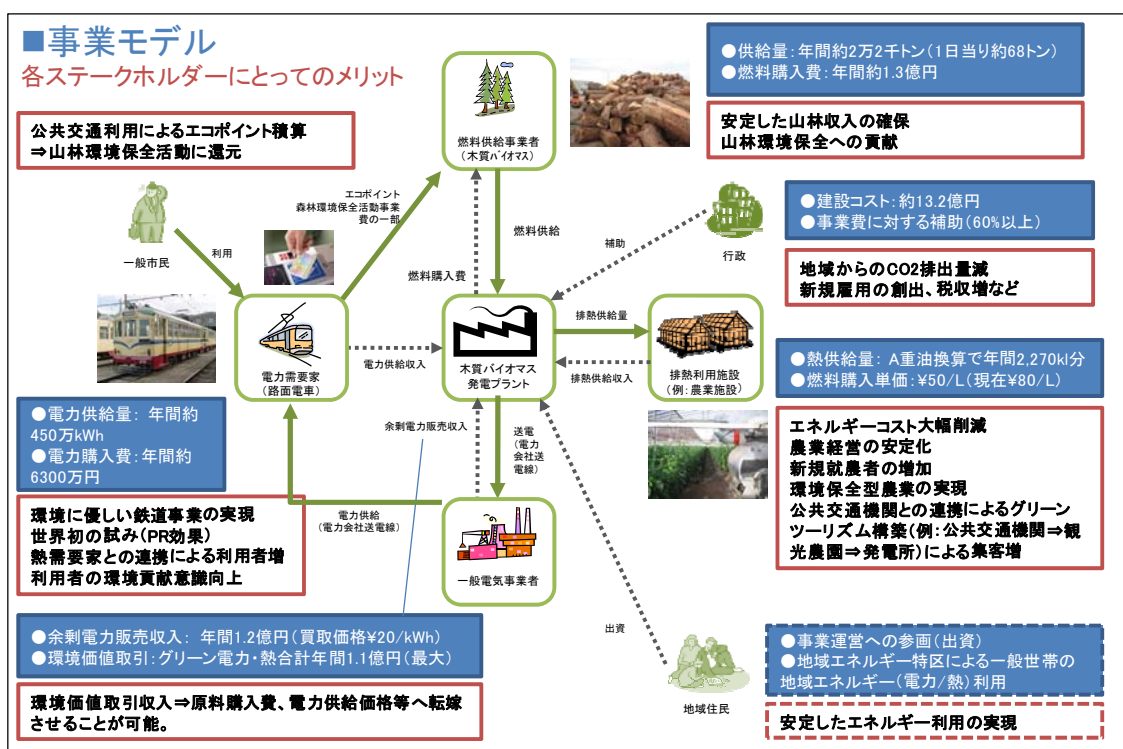 ■事業モデル
各ステークホルダーにとってのメリット
公共交通利用によるエコポイント積算
⇒山林環境保全活動に還元
燃料供給事業者
(木質バイオマス)
●供給量:年間約2万2千トン(1日当り約68トン)
●燃料購入費:年間約1.3億円
安定した山林収入の確保
山林環境保全への貢献
エコポイント
森林環境保全活動事業
費の一部
一般市民
利用
燃料供給
燃料購入費
補助
行政
●建設コスト:約13.2億円
●事業費に対する補助(60%以上)
地域からのCO2排出量減
新規雇用の創出、税収増など
電力需要家
(路面電車)
電力供給収入
木質バイオマス
発電プラント
排熱供給量
排熱供給収入
排熱利用施設
(例:農業施設)
●熱供給量: A重油換算で年間2,270kl分
●燃料購入単価:¥50/L(現在¥80/L)
●電力供給量: 年間約
450万kWh
●電力購入費:年間約
6300万円
余剰電力販売収入
送電
(電力
会社送
電線)
エネルギーコスト大幅削減
農業経営の安定化
新規就農者の増加
環境保全型農業の実現
公共交通機関との連携によるグリーン
ツーリズム構築(例:公共交通機関⇒観
光農園⇒発電所)による集客増
環境に優しい鉄道事業の実現
世界初の試み(PR効果)
熱需要家との連携による利用者増
利用者の環境貢献意識向上
電力供給
(電力会社送電線)
一般電気事業者
出資
●余剰電力販売収入: 年間1.2億円(買取価格¥20/kWh)
●環境価値取引:グリーン電力・熱合計年間1.1億円(最大)
環境価値取引収入⇒原料購入費、電力供給価格等へ転嫁
させることが可能。
地域住民
●事業運営への参画(出資)
●地域エネルギー特区による一般世帯の
地域エネルギー(電力/熱)利用
安定したエネルギー利用の実現